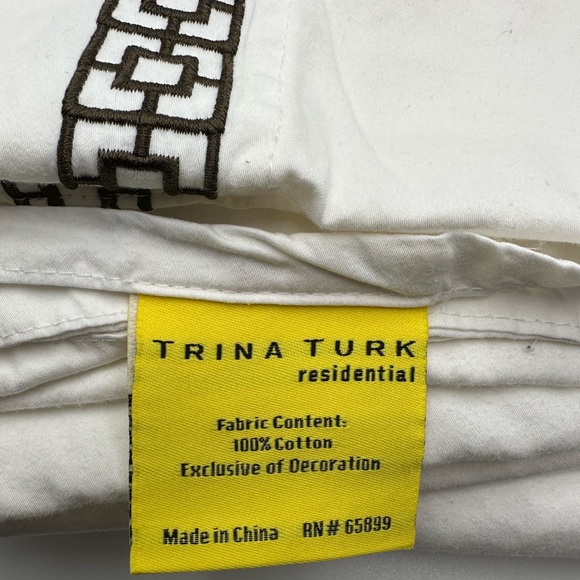 TRINA TURK
residential
Fabric Content:
100% Cotton
Exclusive of Decoration
Made in China RN# 65899